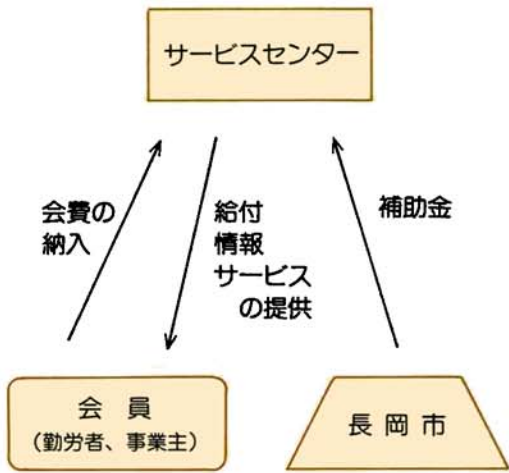 サービスセンター
会費の
納入
給付
情報
サービス
の提供
補助金
会 員
(勤労者、事業主)
長 岡 市